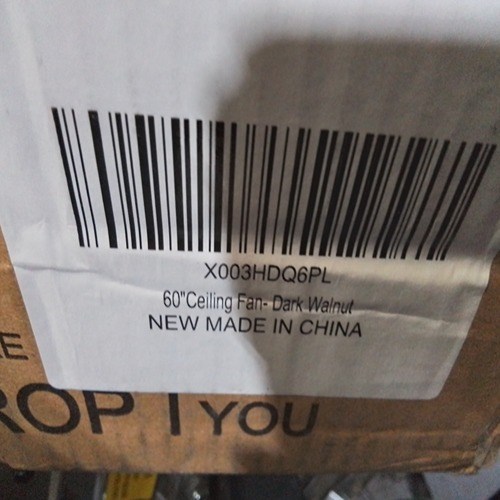 X003HDQ6PL
60"Ceiling Fan- Dark Walnut
NEW MADE IN CHINA
E
ROP I YOU